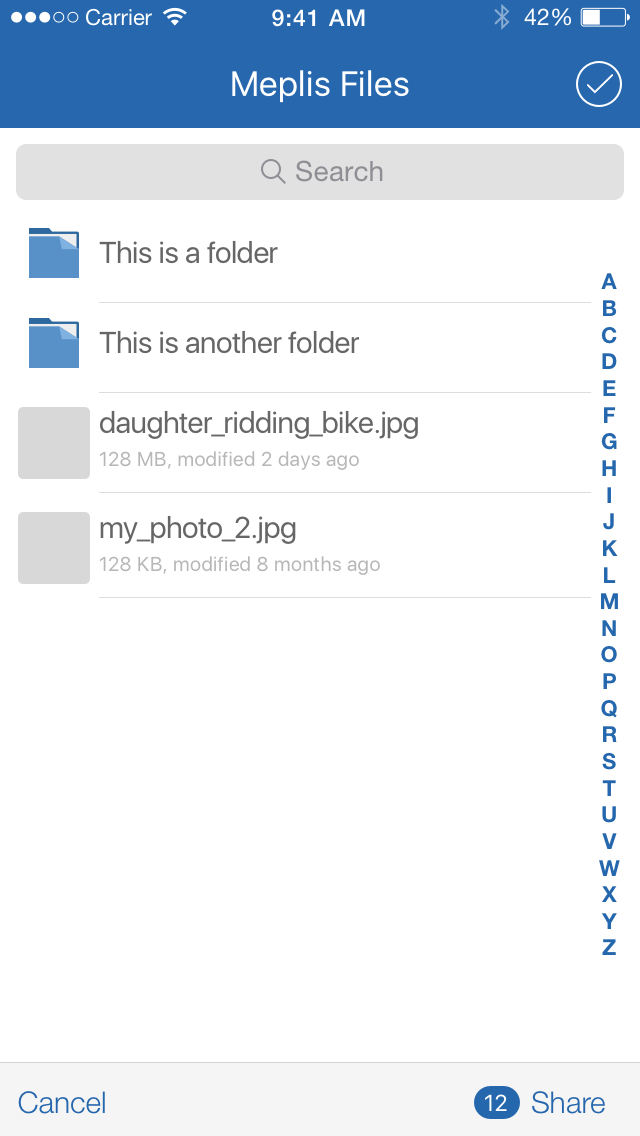 Carrier 9:41 AM 42%
Meplis Files
Search
This is a folder
This is another folder
daughter_ridding_bike.jpg
128 MB, modified 2 days ago
my_photo_2.jpg
128 KB, modified 8 months ago
A
B
C
D
E
F
G
H
I
J
K
L
M
N
O
P
Q
R
S
T
U
V
W
X
Y
Z
Cancel 12 Share